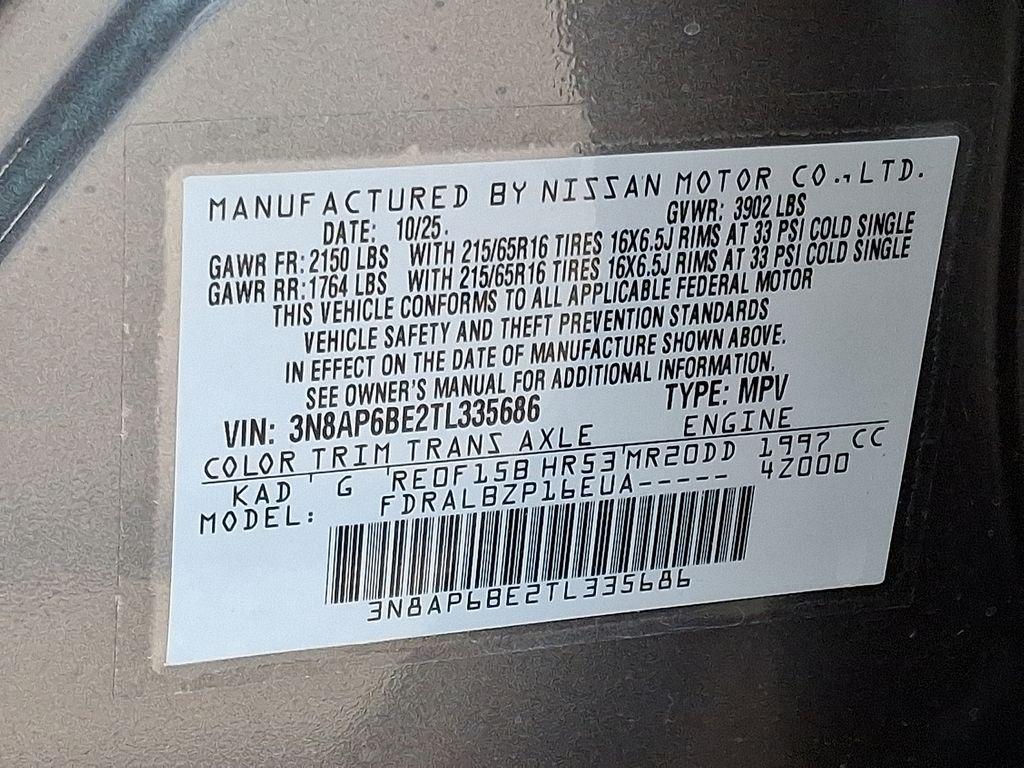 MANUFACTURED BY NISSAN MOTOR CO., LTD.
DATE: 10/25. GVWR: 3902 LBS
GAWR FR: 2150 LBS WITH 215/65R16 TIRES 16X6.5J RIMS AT 33 PSI COLD SINGLE
GAWR RR: 1764 LBS WITH 215/65R16 TIRES 16X6.5J RIMS AT 33 PSI COLD SINGLE
THIS VEHICLE CONFORMS TO ALL APPLICABLE FEDERAL MOTOR
VEHICLE SAFETY AND THEFT PREVENTION STANDARDS
IN EFFECT ON THE DATE OF MANUFACTURE SHOWN ABOVE.
SEE OWNER'S MANUAL FOR ADDITIONAL INFORMATION.
VIN: 3N8AP6BE2TL335686 TYPE: MPV
COLOR TRIM TRANS AXLE ENGINE
KAD G RE0F15B HR53 MR20DD 1997 CC
MODEL: FDRALBZP16EUA----- 4Z000
3N8AP6BE2TL335686